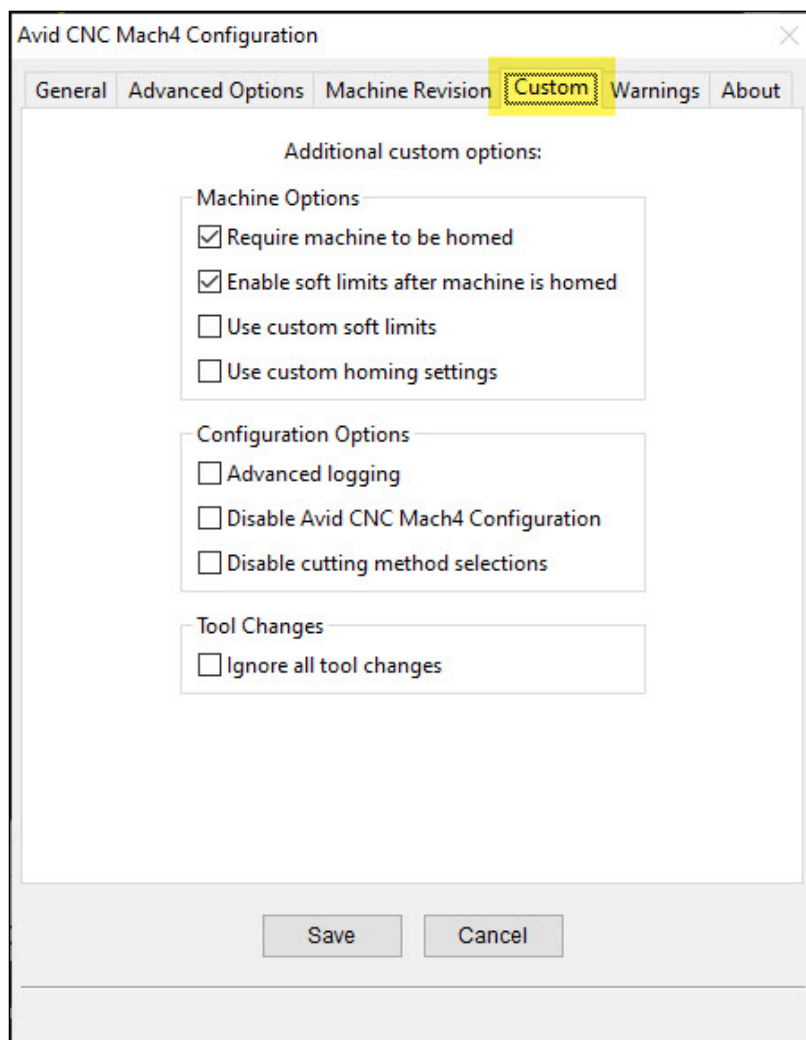 Avid CNC Mach4 Configuration
General Advanced Options Machine Revision Custom Warnings About
Additional custom options:
Machine Options
Require machine to be homed
Enable soft limits after machine is homed
Use custom soft limits
Use custom homing settings
Configuration Options
Advanced logging
Disable Avid CNC Mach4 Configuration
Disable cutting method selections
Tool Changes
Ignore all tool changes
Save Cancel